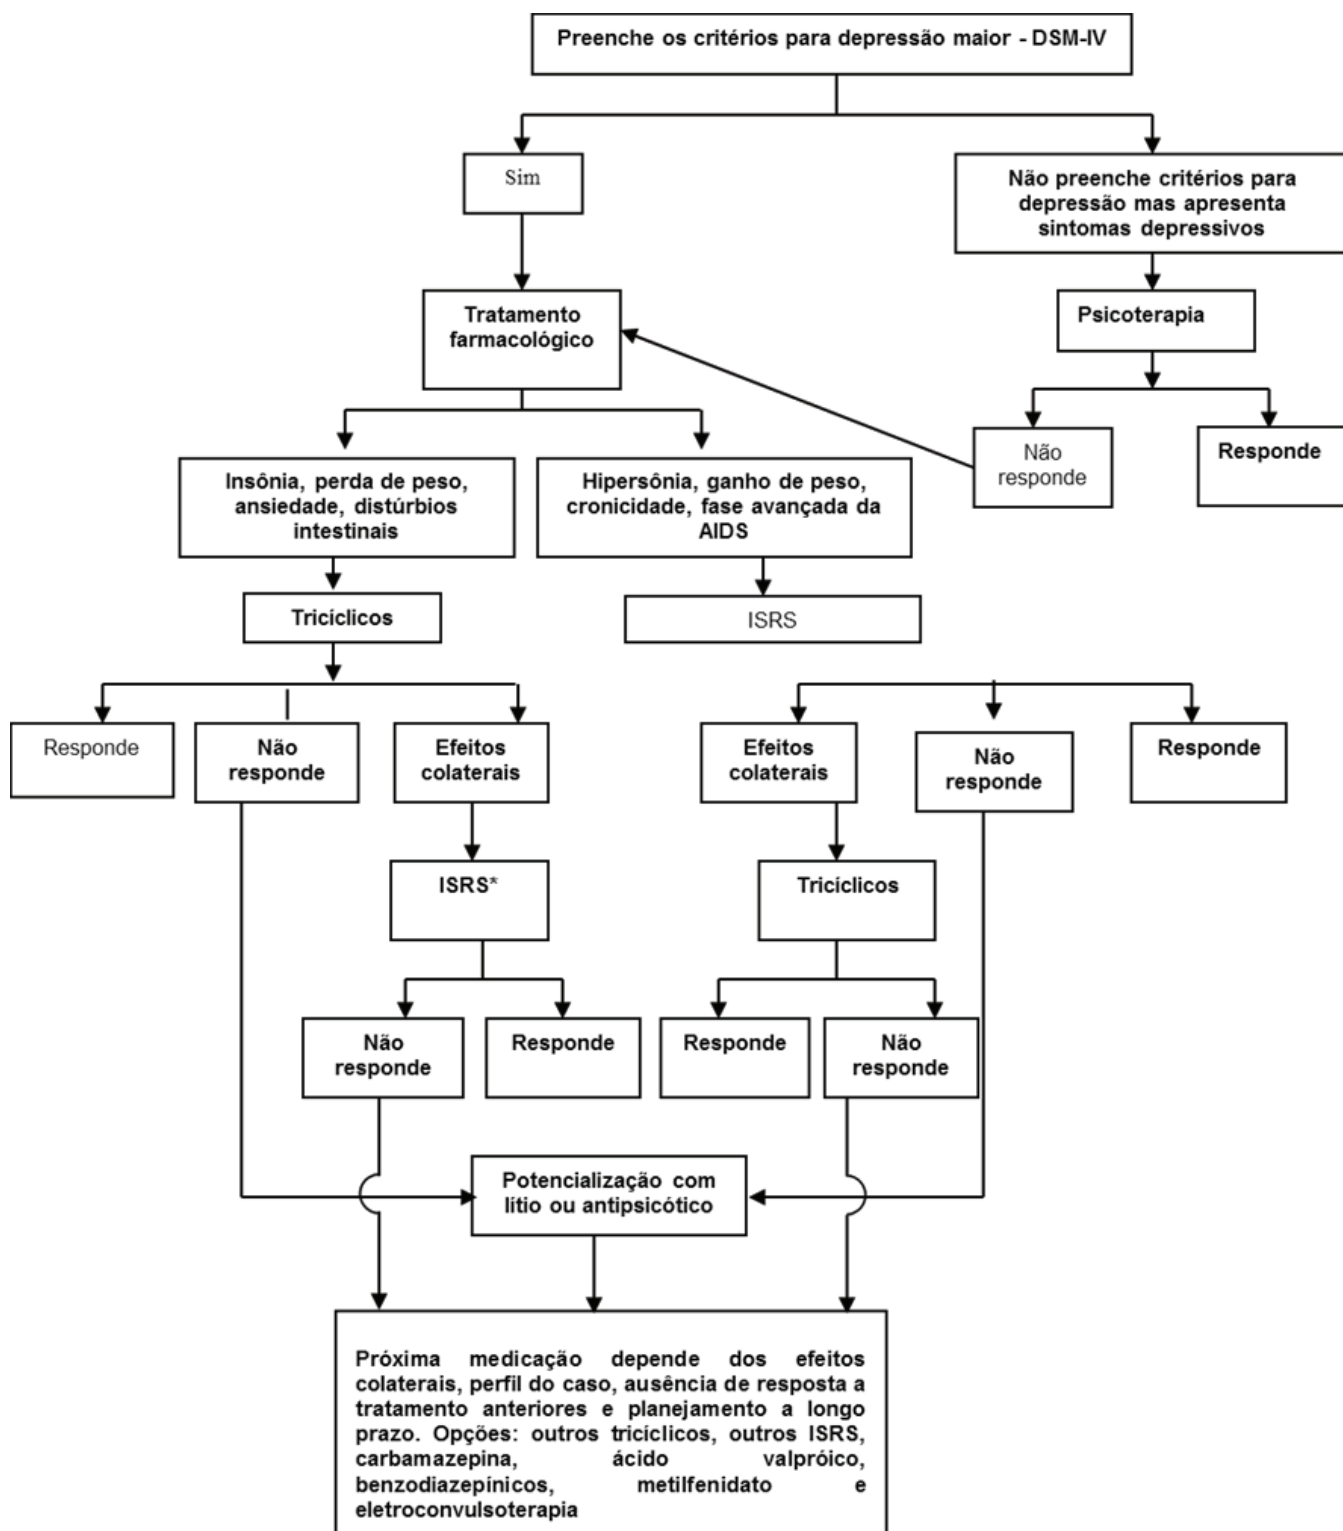 Preenche os critérios para depressão maior - DSM-IV
Sim
Não preenche critérios para
depressão mas apresenta
sintomas depressivos
Tratamento
farmacológico
Psicoterapia
Não
responde
Responde
Insônia, perda de peso,
ansiedade, distúrbios
intestinais
Hipersônia, ganho de peso,
cronicidade, fase avançada da
AIDS
Tricíclicos
ISRS
Responde
Não
responde
Efeitos
colaterais
Efeitos
colaterais
Não
responde
Responde
ISRS*
Tricíclicos
Não
responde
Responde
Responde
Não
responde
Potencialização com
lítio ou antipsicótico
Próxima medicação depende dos efeitos
colaterais, perfil do caso, ausência de resposta a
tratamento anteriores e planejamento a longo
prazo. Opções: outros tricíclicos, outros ISRS,
carbamazepina, ácido valpróico,
benzodiazepínicos, metilfenidato e
eletroconvulsoterapia